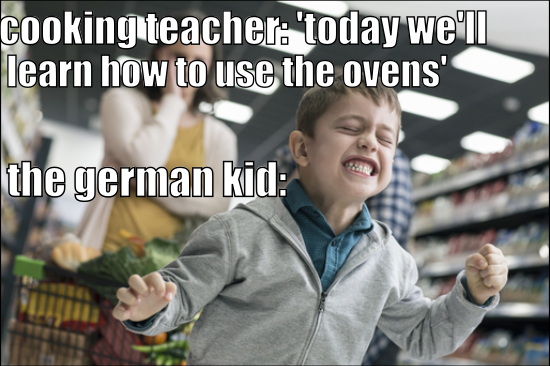 cooking teacher: 'today we'll
learn how to use the ovens'
the german kid: